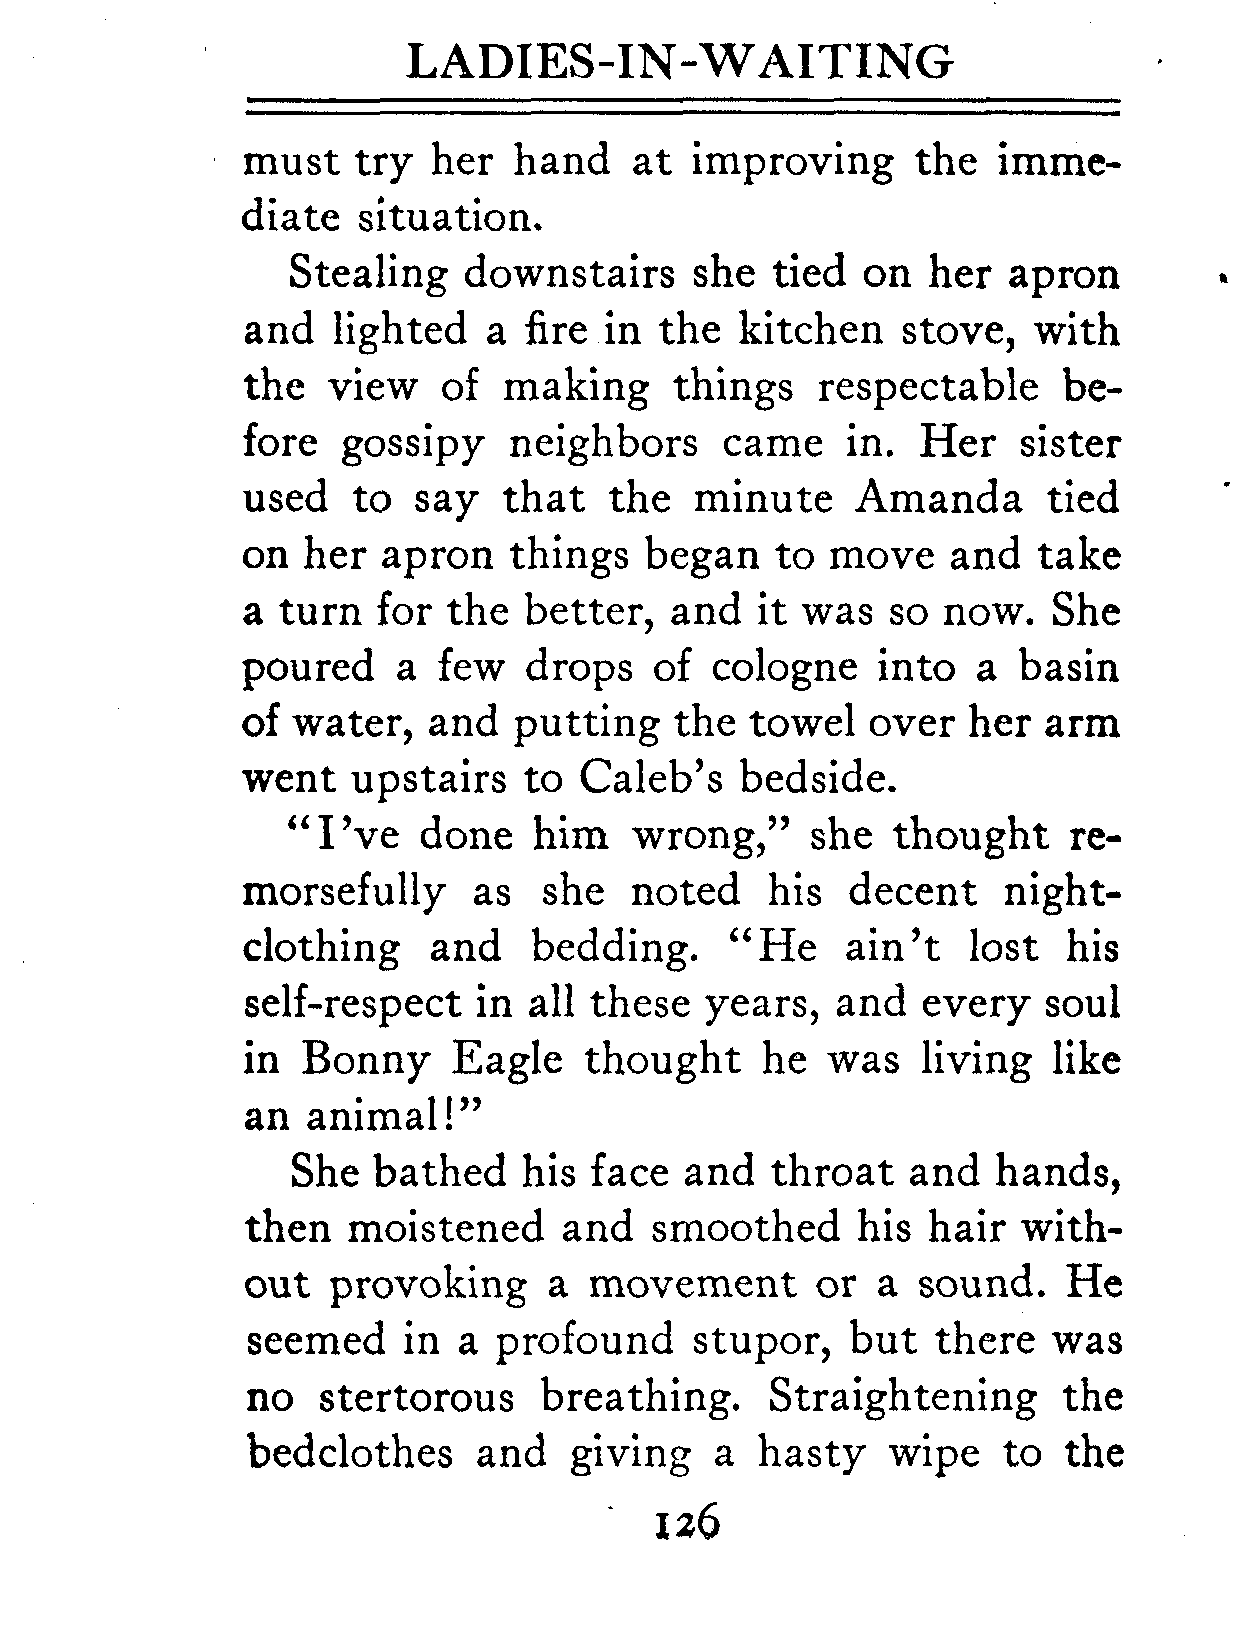 LADIES-IN-WAITING
must try her hand at improving the imme-
diate situation.
Stealing downstairs she tied on her apron
and lighted a fire in the kitchen stove, with
the view of making things respectable be-
fore gossipy neighbors came in. Her sister
used to say that the minute Amanda tied
on her apron things began to move and take
a turn for the better, and it was so now. She
poured a few drops of cologne into a basin
of water, and putting the towel over her arm
went upstairs to Caleb's bedside.
"I've done him wrong," she thought re-
morsefully as she noted his decent night-
clothing and bedding. "He ain't lost his
self-respect in all these years, and every soul
in Bonny Eagle thought he was living like
an animal!"
She bathed his face and throat and hands,
then moistened and smoothed his hair with-
out provoking a movement or a sound. He
seemed in a profound stupor, but there was
no stertorous breathing. Straightening the
bedclothes and giving a hasty wipe to the
126